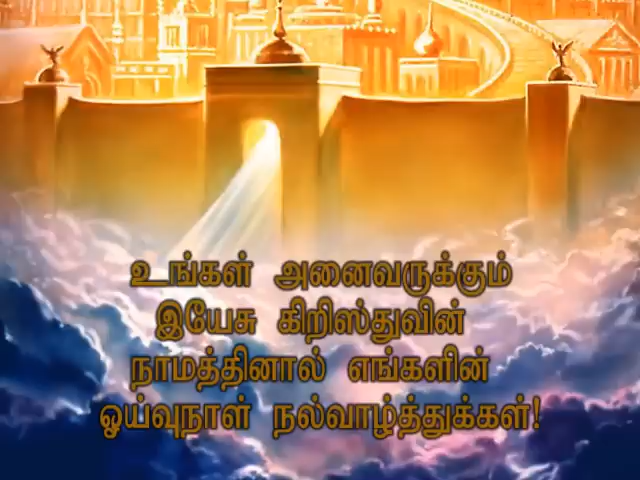 உங்கள் அனைவருக்கும்
இயேசு கிறிஸ்துவின்
நாமத்தினால் எங்களின்
ஓய்வுநாள் நல்வாழ்த்துக்கள்!